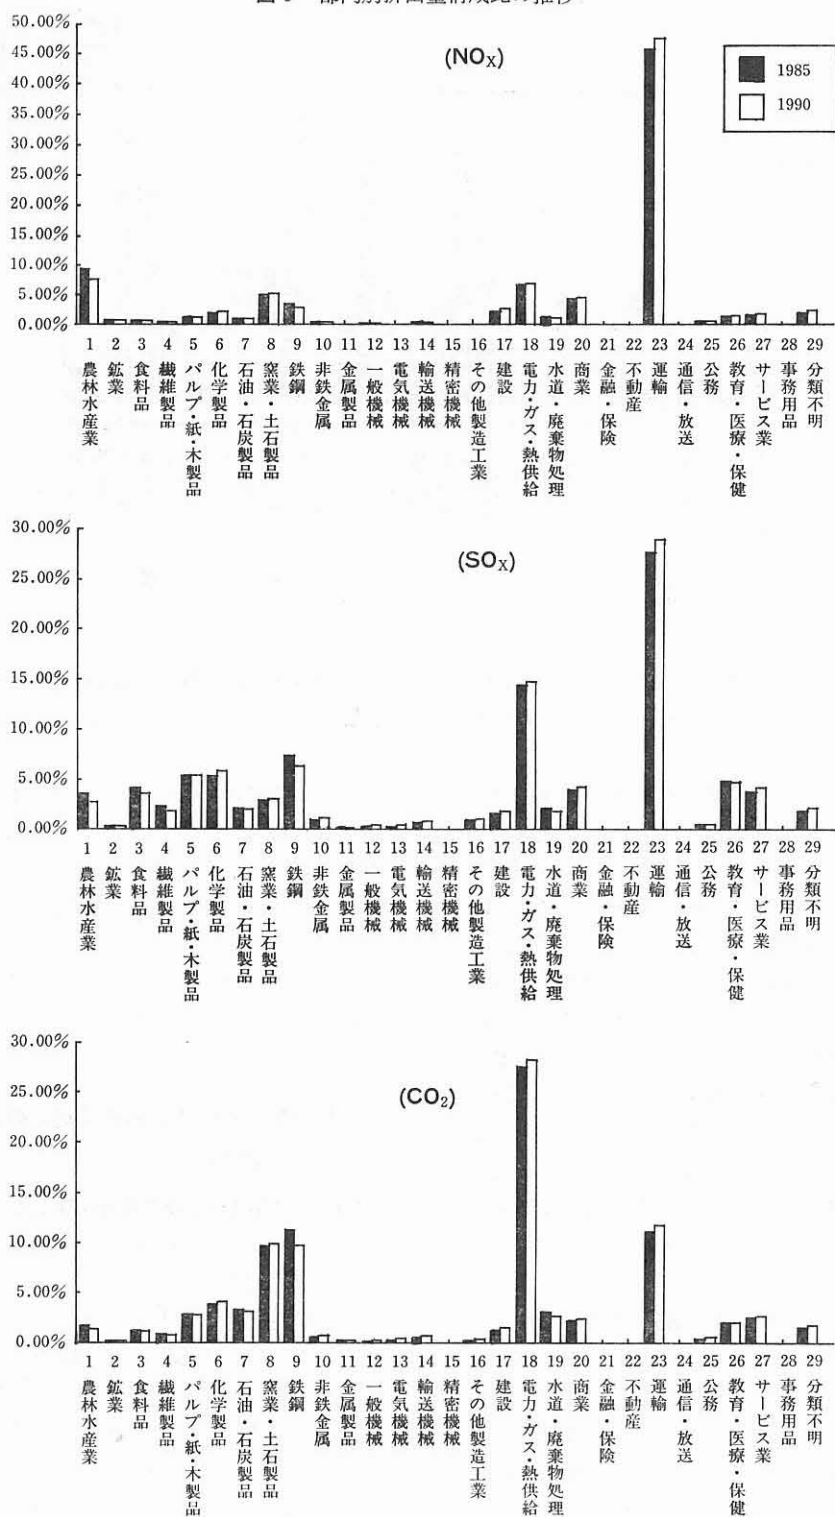 50.00%
45.00%
40.00%
35.00%
30.00%
25.00%
20.00%
15.00%
10.00%
5.00%
0.00%
(NOX)
1985
1990
1 2 3 4 5 6 7 8 9 10 11 12 13 14 15 16 17 18 19 20 21 22 23 24 25 26 27 28 29
農林水産業
鉱業
食料品
繊維製品
パルプ・紙・木製品
化学製品
石油・石炭製品
窯業・土石製品
鉄鋼
非鉄金属
金属製品
一般機械
電気機械
輸送機械
精密機械
その他製造工業
建設
電力・ガス・熱供給
水道・廃棄物処理
商業
金融・保険
不動産
運輸
通信・放送
公務
教育・医療・保健
サービス業
事務用品
分類不明
30.00%
25.00%
20.00%
15.00%
10.00%
5.00%
0.00%
(SOX)
1 2 3 4 5 6 7 8 9 10 11 12 13 14 15 16 17 18 19 20 21 22 23 24 25 26 27 28 29
農林水産業
鉱業
食料品
繊維製品
パルプ・紙・木製品
化学製品
石油・石炭製品
窯業・土石製品
鉄鋼
非鉄金属
金属製品
一般機械
電気機械
輸送機械
精密機械
その他製造工業
建設
電力・ガス・熱供給
水道・廃棄物処理
商業
金融・保険
不動産
運輸
通信・放送
公務
教育・医療・保健
サービス業
事務用品
分類不明
30.00%
25.00%
20.00%
15.00%
10.00%
5.00%
0.00%
(CO2)
1 2 3 4 5 6 7 8 9 10 11 12 13 14 15 16 17 18 19 20 21 22 23 24 25 26 27 28 29
農林水産業
鉱業
食料品
繊維製品
パルプ・紙・木製品
化学製品
石油・石炭製品
窯業・土石製品
鉄鋼
非鉄金属
金属製品
一般機械
電気機械
輸送機械
精密機械
その他製造工業
建設
電力・ガス・熱供給
水道・廃棄物処理
商業
金融・保険
不動産
運輸
通信・放送
公務
教育・医療・保健
サービス業
事務用品
分類不明